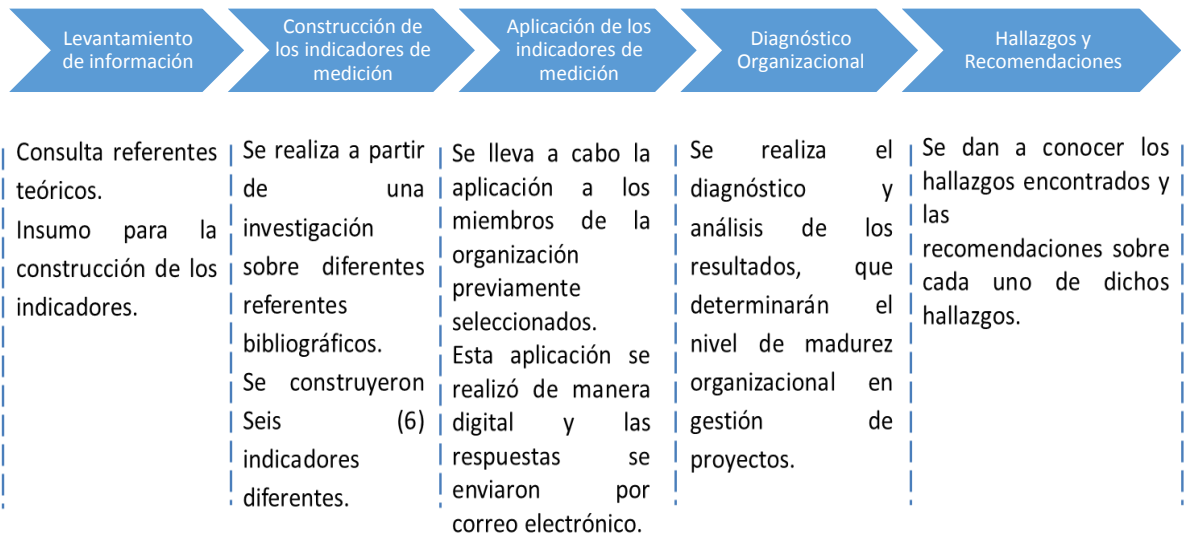 Levantamiento
de información
Construcción de
los indicadores de
medición
Aplicación de los
indicadores de
medición
Diagnóstico
Organizacional
Hallazgos y
Recomendaciones
Consulta referentes
teóricos.
Insumo para la
construcción de los
indicadores.
Se realiza a partir
de una
investigación
sobre diferentes
referentes
bibliográficos.
Se construyeron
Seis (6)
indicadores
diferentes.
Se lleva a cabo la
aplicación a los
miembros de la
organización
previamente
seleccionados.
Esta aplicación se
realizó de manera
digital y las
respuestas se
enviaron por
correo electrónico.
Se realiza el
diagnóstico y
análisis de los
resultados, que
determinarán el
nivel de madurez
organizacional en
gestión de
proyectos.
Se dan a conocer los
hallazgos encontrados y
las
recomendaciones sobre
cada uno de dichos
hallazgos.